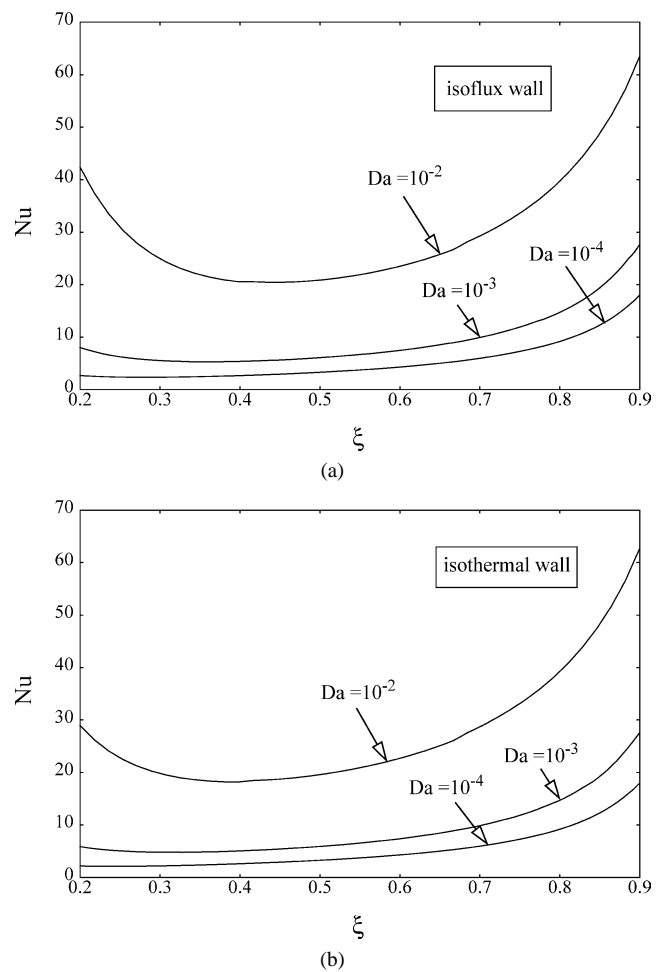 70
60
50
40
30
20
10
0
Nu
isoflux wall
Da =10⁻²
Da =10⁻³
Da =10⁻⁴
0.2 0.3 0.4 0.5 0.6 0.7 0.8 0.9
ξ
(a)
70
60
50
40
30
20
10
0
Nu
isothermal wall
Da =10⁻²
Da =10⁻³
Da =10⁻⁴
0.2 0.3 0.4 0.5 0.6 0.7 0.8 0.9
ξ
(b)